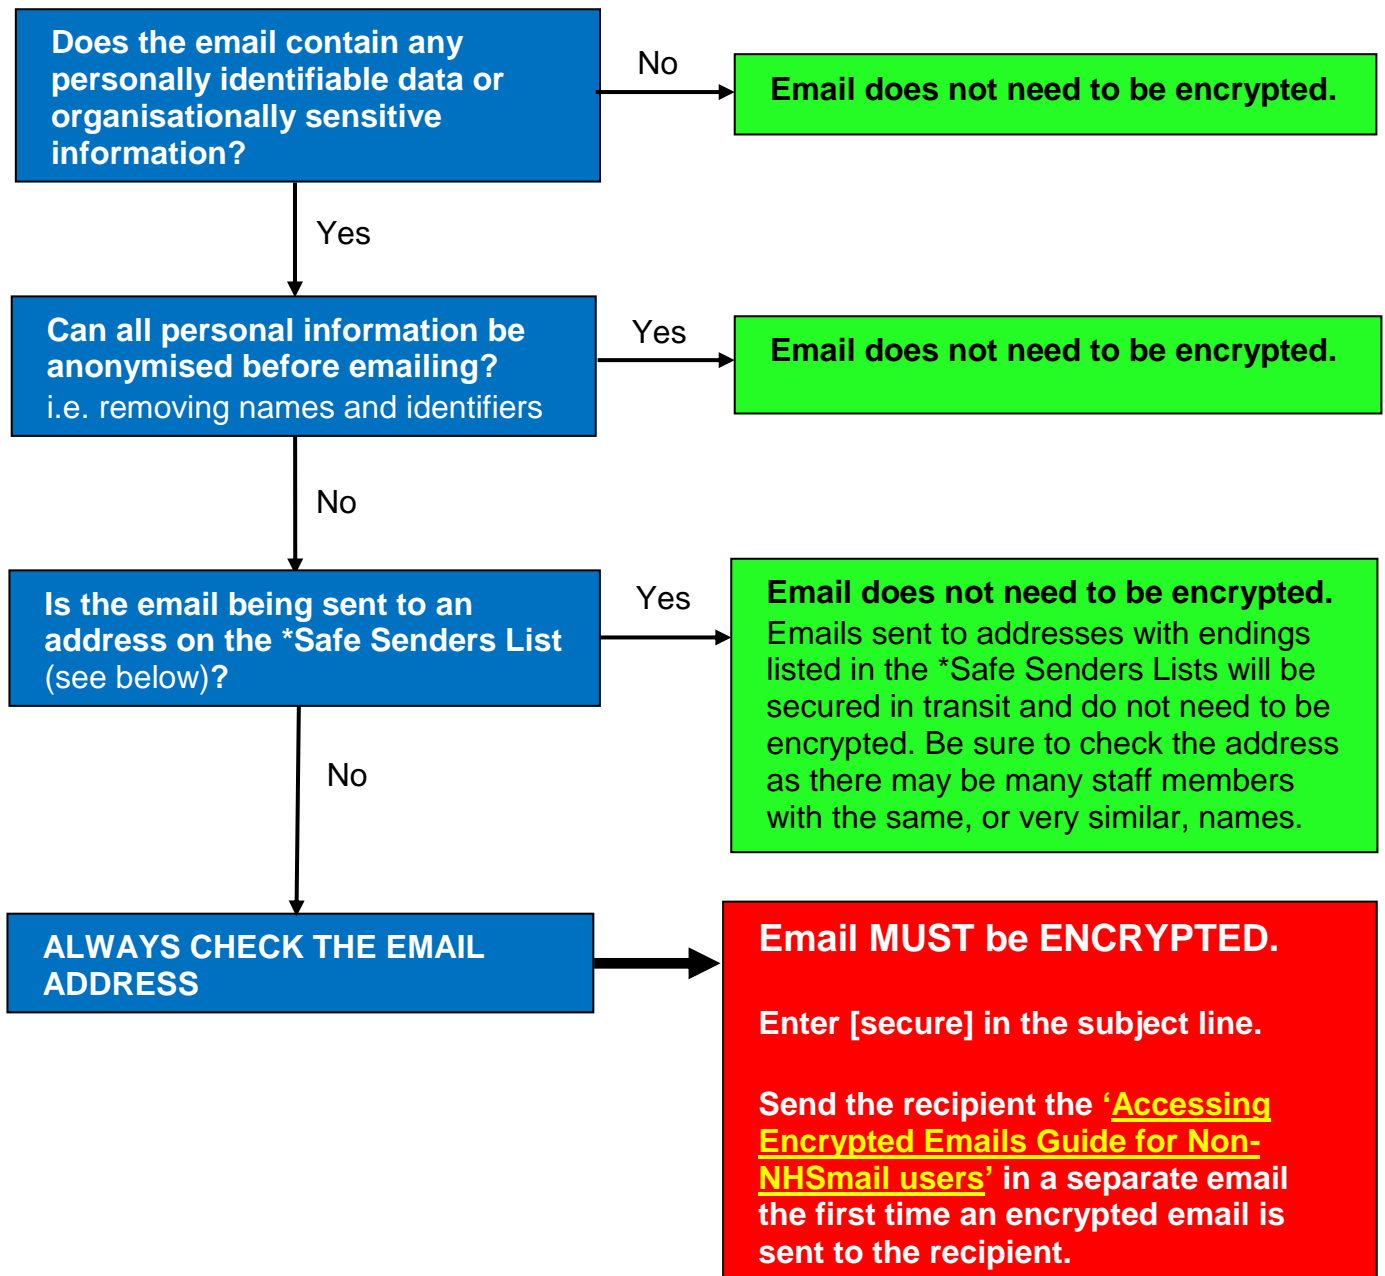 Does the email contain any
personally identifiable data or
organisationally sensitive
information?
No
Email does not need to be encrypted.
Yes
Can all personal information be
anonymised before emailing?
i.e. removing names and identifiers
Yes
Email does not need to be encrypted.
No
Is the email being sent to an
address on the *Safe Senders List
(see below)?
Yes
Email does not need to be encrypted.
Emails sent to addresses with endings
listed in the *Safe Senders Lists will be
secured in transit and do not need to be
encrypted. Be sure to check the address
as there may be many staff members
with the same, or very similar, names.
No
ALWAYS CHECK THE EMAIL
ADDRESS
Email MUST be ENCRYPTED.
Enter [secure] in the subject line.
Send the recipient the ‘Accessing
Encrypted Emails Guide for Non-
NHSmail users’ in a separate email
the first time an encrypted email is
sent to the recipient.